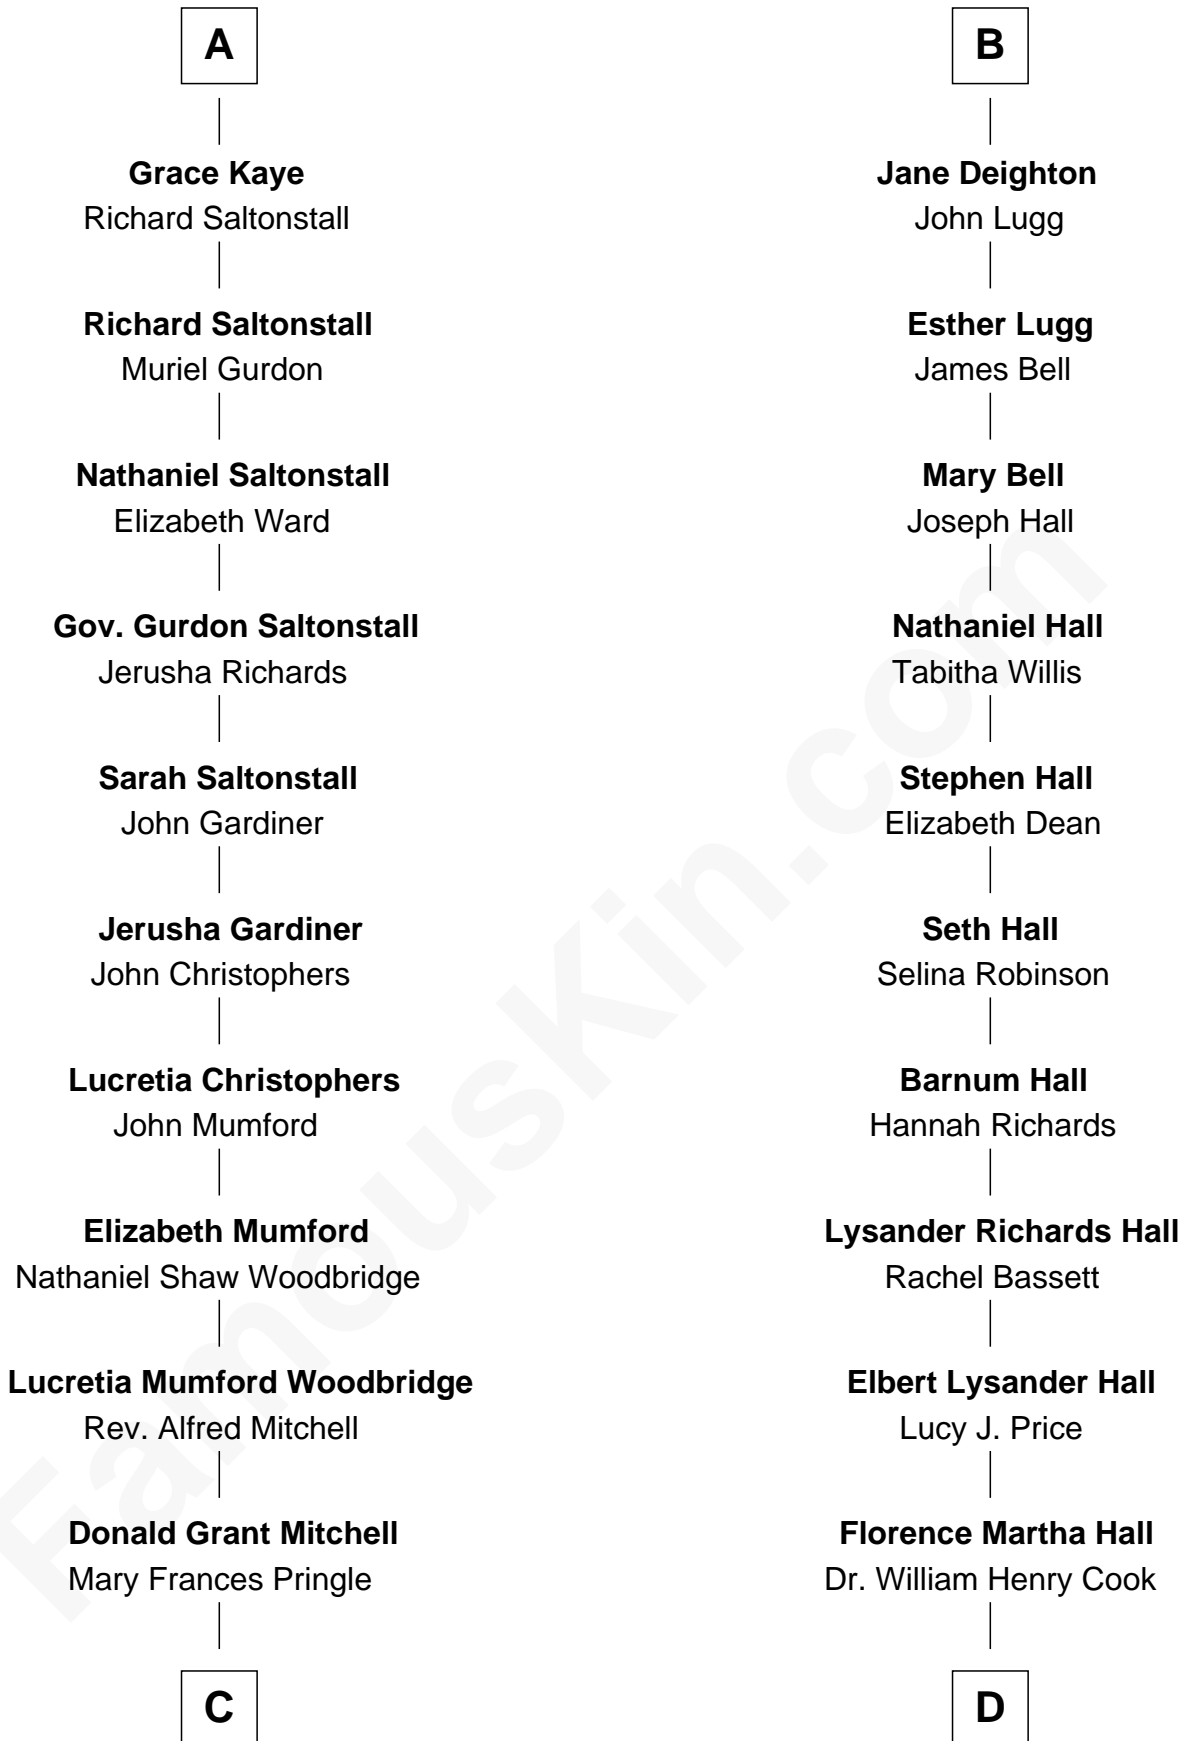 A
Grace Kaye
Richard Saltonstall
Richard Saltonstall
Muriel Gurdon
Nathaniel Saltonstall
Elizabeth Ward
Gov. Gurdon Saltonstall
Jerusha Richards
Sarah Saltonstall
John Gardiner
Jerusha Gardiner
John Christophers
Lucretia Christophers
John Mumford
Elizabeth Mumford
Nathaniel Shaw Woodbridge
Lucretia Mumford Woodbridge
Rev. Alfred Mitchell
Donald Grant Mitchell
Mary Frances Pringle
C
B
Jane Deighton
John Lugg
Esther Lugg
James Bell
Mary Bell
Joseph Hall
Nathaniel Hall
Tabitha Willis
Stephen Hall
Elizabeth Dean
Seth Hall
Selina Robinson
Barnum Hall
Hannah Richards
Lysander Richards Hall
Rachel Bassett
Elbert Lysander Hall
Lucy J. Price
Florence Martha Hall
Dr. William Henry Cook
D
FamousKin.com